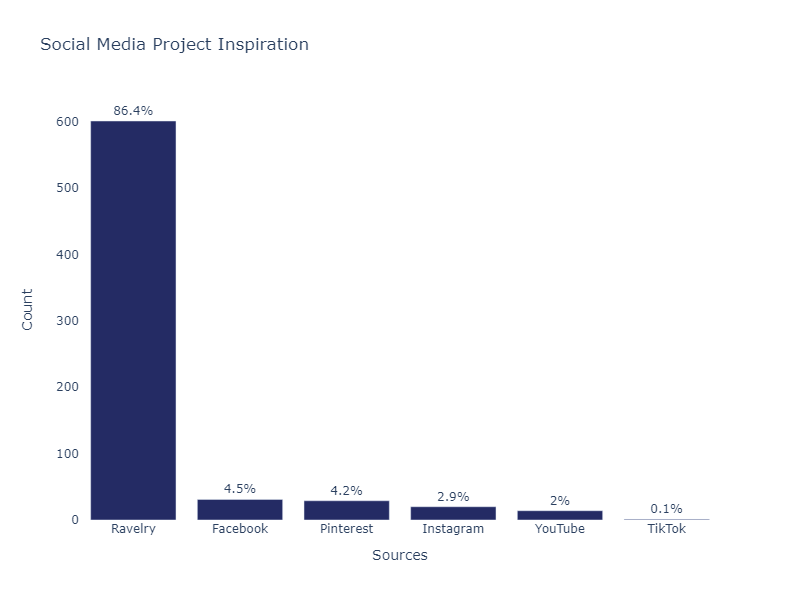 Social Media Project Inspiration
86.4%
600
500
400
300
200
100
0
4.5%
4.2%
2.9%
2%
0.1%
Count
Ravelry
Facebook
Pinterest
Instagram
YouTube
TikTok
Sources